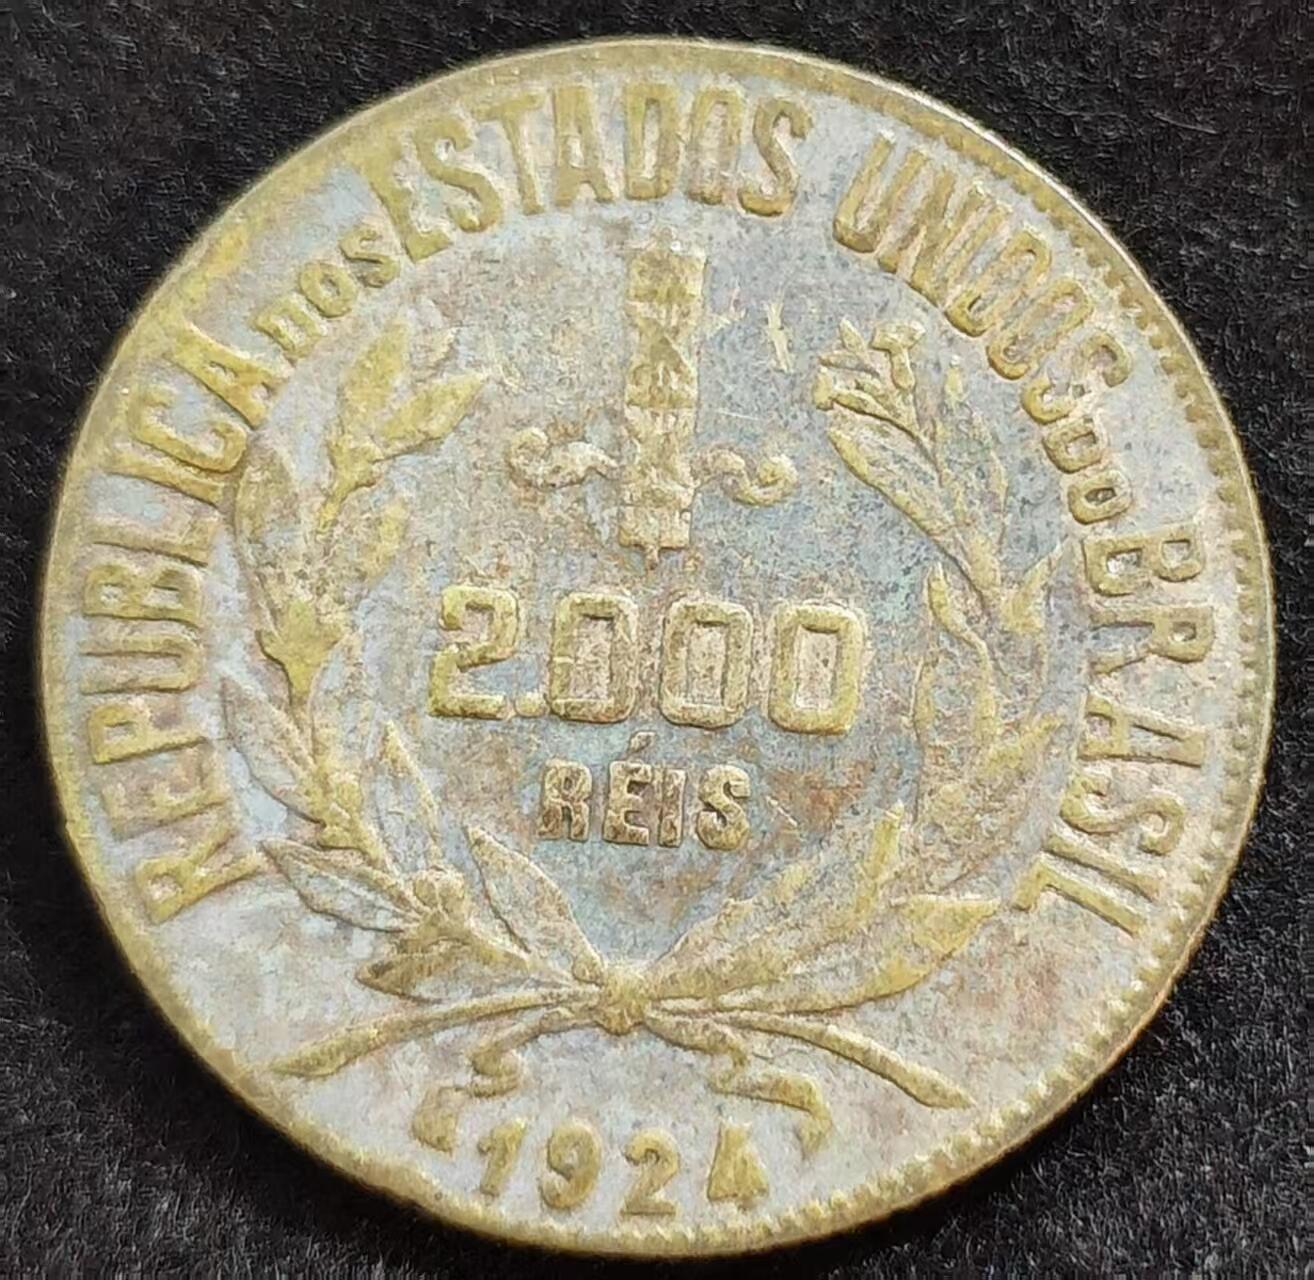 REPUBLICA DOS ESTADOS UNIDOS DO BRASIL
2.000
RÉIS
1924